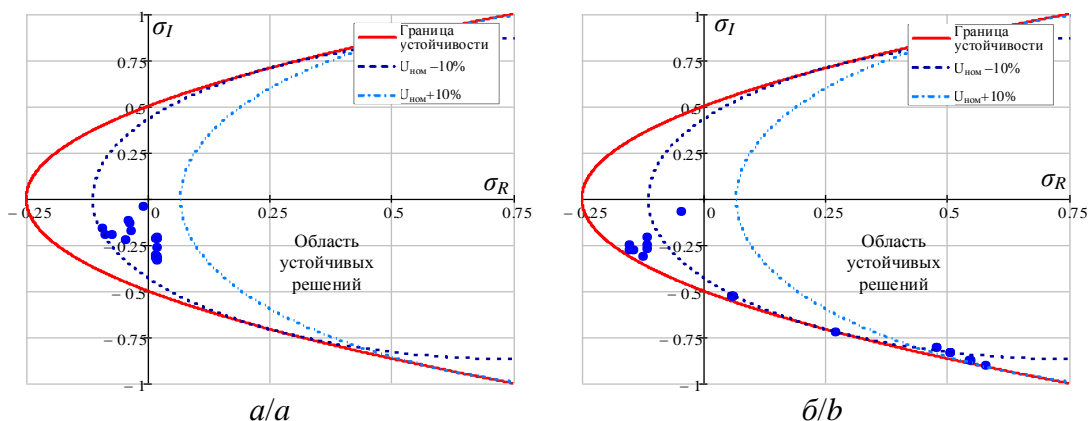 σI
1
Граница
устойчивости
Uном −10%
Uном+10%
0.75
0.5
0.25
σR
− 0.25
0
0.25
0.5
0.75
Область
устойчивых
решений
− 0.25
− 0.5
− 0.75
− 1
а/a
σI
1
Граница
устойчивости
Uном −10%
Uном+10%
0.75
0.5
0.25
σR
− 0.25
0
0.25
0.5
0.75
Область
устойчивых
решений
− 0.25
− 0.5
− 0.75
− 1
б/b